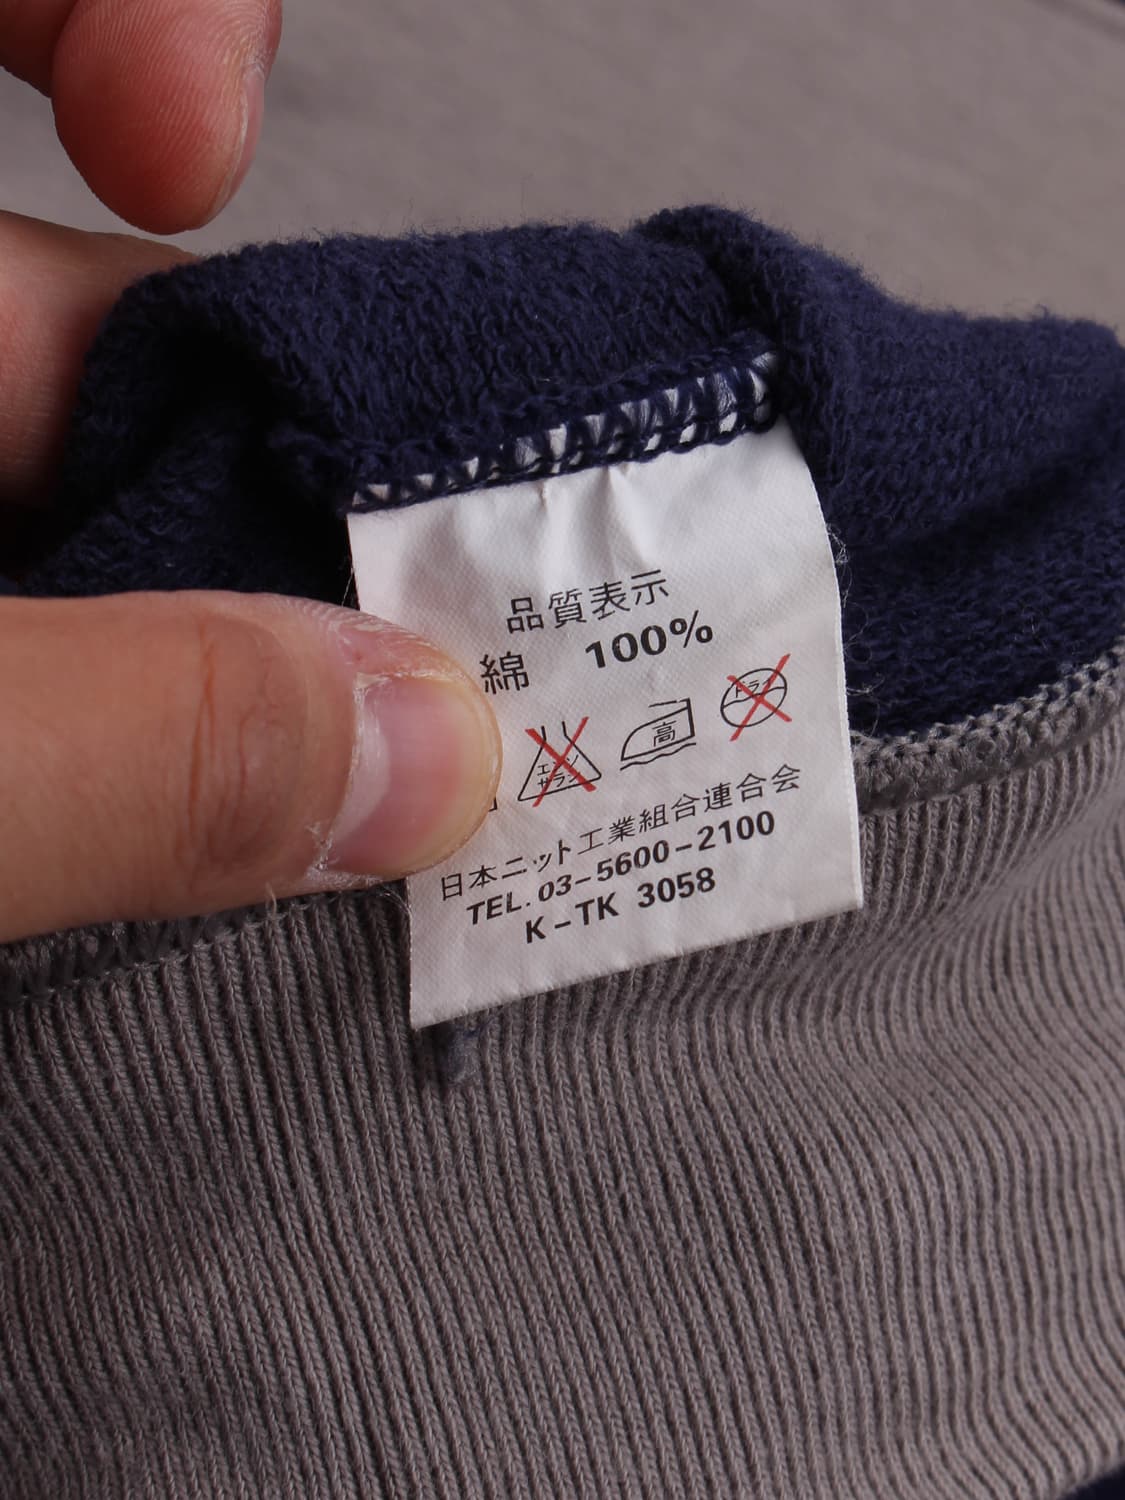 品質表示
綿 100%
エンソ
サラシ
高
ドライ
日本ニット工業組合連合会
TEL. 03-5600-2100
K-TK 3058